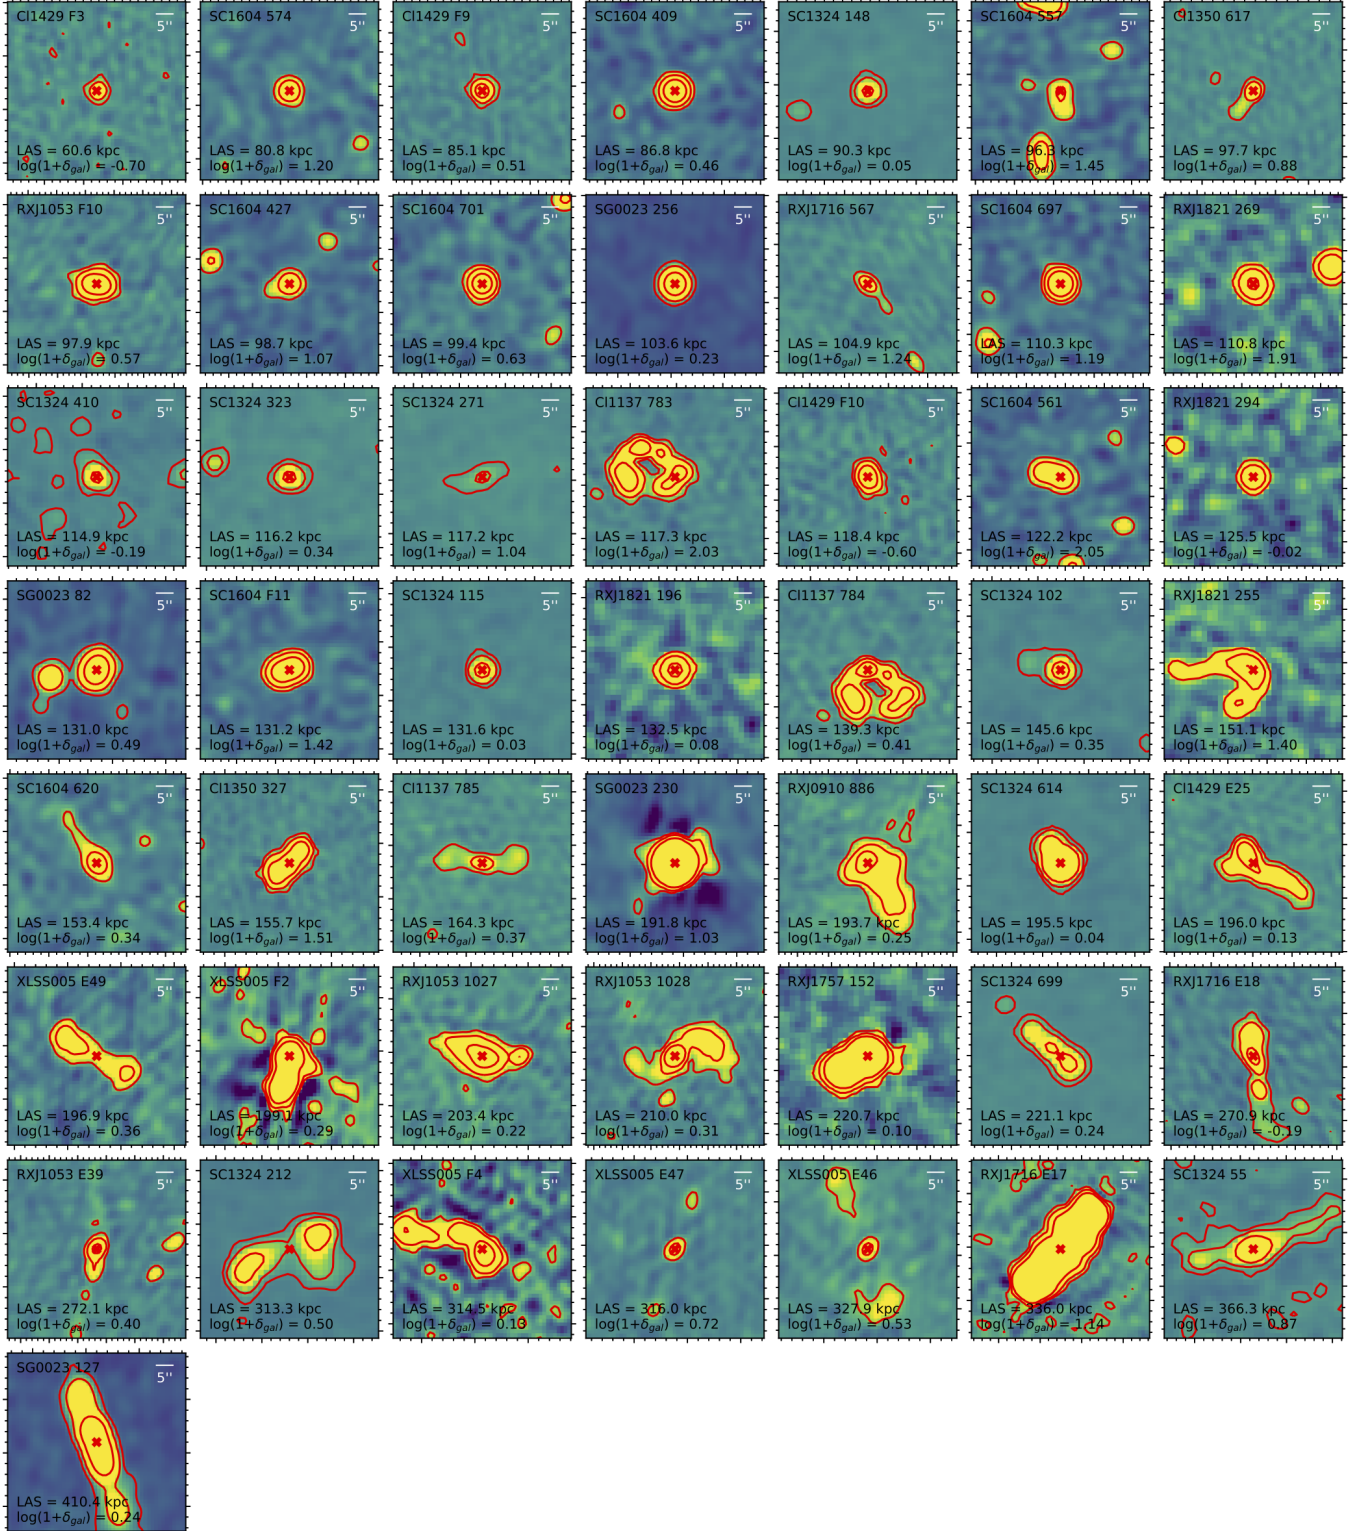 Cl1429 F3
5''
LAS = 60.6 kpc
log(1+δgal) = -0.70
SC1604 574
5''
LAS = 80.8 kpc
log(1+δgal) = 1.20
Cl1429 F9
5''
LAS = 85.1 kpc
log(1+δgal) = 0.51
SC1604 409
5''
LAS = 86.8 kpc
log(1+δgal) = 0.46
SC1324 148
5''
LAS = 90.3 kpc
log(1+δgal) = 0.05
SC1604 557
5''
LAS = 96.3 kpc
log(1+δgal) = 1.45
Cl1350 617
5''
LAS = 97.7 kpc
log(1+δgal) = 0.88
RXJ1053 F10
5''
LAS = 97.9 kpc
log(1+δgal) = 0.57
SC1604 427
5''
LAS = 98.7 kpc
log(1+δgal) = 1.07
SC1604 701
5''
LAS = 99.4 kpc
log(1+δgal) = 0.63
SG0023 256
5''
LAS = 103.6 kpc
log(1+δgal) = 0.23
RXJ1716 567
5''
LAS = 104.9 kpc
log(1+δgal) = 1.24
SC1604 697
5''
LAS = 110.3 kpc
log(1+δgal) = 1.19
RXJ1821 269
5''
LAS = 110.8 kpc
log(1+δgal) = 1.91
SC1324 410
5''
LAS = 114.9 kpc
log(1+δgal) = -0.19
SC1324 323
5''
LAS = 116.2 kpc
log(1+δgal) = 0.34
SC1324 271
5''
LAS = 117.2 kpc
log(1+δgal) = 1.04
Cl1137 783
5''
LAS = 117.3 kpc
log(1+δgal) = 2.03
Cl1429 F10
5''
LAS = 118.4 kpc
log(1+δgal) = -0.60
SC1604 561
5''
LAS = 122.2 kpc
log(1+δgal) = 2.05
RXJ1821 294
5''
LAS = 125.5 kpc
log(1+δgal) = -0.02
SG0023 82
5''
LAS = 131.0 kpc
log(1+δgal) = 0.49
SC1604 F11
5''
LAS = 131.2 kpc
log(1+δgal) = 1.42
SC1324 115
5''
LAS = 131.6 kpc
log(1+δgal) = 0.03
RXJ1821 196
5''
LAS = 132.5 kpc
log(1+δgal) = 0.08
Cl1137 784
5''
LAS = 139.3 kpc
log(1+δgal) = 0.41
SC1324 102
5''
LAS = 145.6 kpc
log(1+δgal) = 0.35
RXJ1821 255
5''
LAS = 151.1 kpc
log(1+δgal) = 1.40
SC1604 620
5''
LAS = 153.4 kpc
log(1+δgal) = 0.34
Cl1350 327
5''
LAS = 155.7 kpc
log(1+δgal) = 1.51
Cl1137 785
5''
LAS = 164.3 kpc
log(1+δgal) = 0.37
SG0023 230
5''
LAS = 191.8 kpc
log(1+δgal) = 1.03
RXJ0910 886
5''
LAS = 193.7 kpc
log(1+δgal) = 0.25
SC1324 614
5''
LAS = 195.5 kpc
log(1+δgal) = 0.04
Cl1429 E25
5''
LAS = 196.0 kpc
log(1+δgal) = 0.13
XLSS005 E49
5''
LAS = 196.9 kpc
log(1+δgal) = 0.36
XLSS005 F2
5''
LAS = 199.1 kpc
log(1+δgal) = 0.29
RXJ1053 1027
5''
LAS = 203.4 kpc
log(1+δgal) = 0.22
RXJ1053 1028
5''
LAS = 210.0 kpc
log(1+δgal) = 0.31
RXJ1757 152
5''
LAS = 220.7 kpc
log(1+δgal) = 0.10
SC1324 699
5''
LAS = 221.1 kpc
log(1+δgal) = 0.24
RXJ1716 E18
5''
LAS = 270.9 kpc
log(1+δgal) = -0.19
RXJ1053 E39
5''
LAS = 272.1 kpc
log(1+δgal) = 0.40
SC1324 212
5''
LAS = 313.3 kpc
log(1+δgal) = 0.50
XLSS005 F4
5''
LAS = 314.5 kpc
log(1+δgal) = 0.13
XLSS005 E47
5''
LAS = 316.0 kpc
log(1+δgal) = 0.72
XLSS005 E46
5''
LAS = 327.9 kpc
log(1+δgal) = 0.53
RXJ1716 E17
5''
LAS = 336.0 kpc
log(1+δgal) = 1.14
SC1324 55
5''
LAS = 366.3 kpc
log(1+δgal) = 0.87
SG0023 127
5''
LAS = 410.4 kpc
log(1+δgal) = 0.24